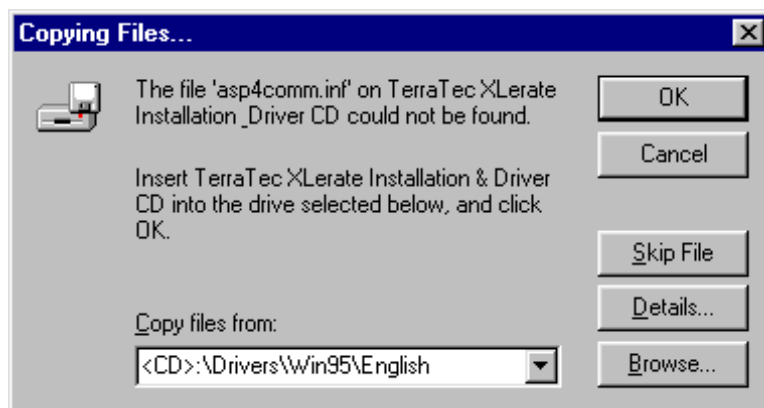 Copying Files...
The file 'asp4comm.inf' on TerraTec XLerate
Installation _Driver CD could not be found.
Insert TerraTec XLerate Installation & Driver
CD into the drive selected below, and click
OK.
Copy files from:
<CD>:\Drivers\Win95\English
OK
Cancel
Skip File
Details...
Browse...